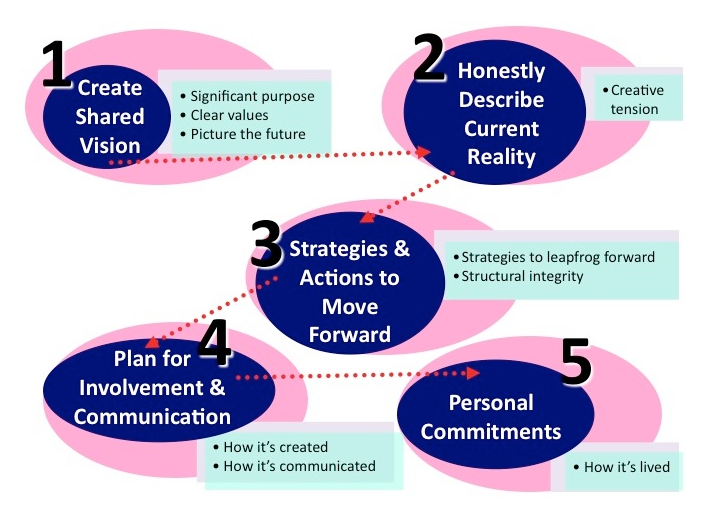 1
Create
Shared
Vision
• Significant purpose
• Clear values
• Picture the future
2
Honestly
Describe
Current
Reality
• Creative
tension
3
Strategies &
Actions to
Move
Forward
• Strategies to leapfrog forward
• Structural integrity
4
Plan for
Involvement &
Communication
• How it's created
• How it's communicated
5
Personal
Commitments
• How it's lived